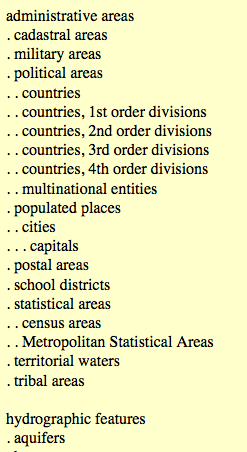 administrative areas
. cadastral areas
. military areas
. political areas
. . countries
. . countries, 1st order divisions
. . countries, 2nd order divisions
. . countries, 3rd order divisions
. . countries, 4th order divisions
. . multinational entities
. populated places
. . cities
. . . capitals
. postal areas
. school districts
. statistical areas
. . census areas
. . Metropolitan Statistical Areas
. territorial waters
. tribal areas

hydrographic features
. aquifers